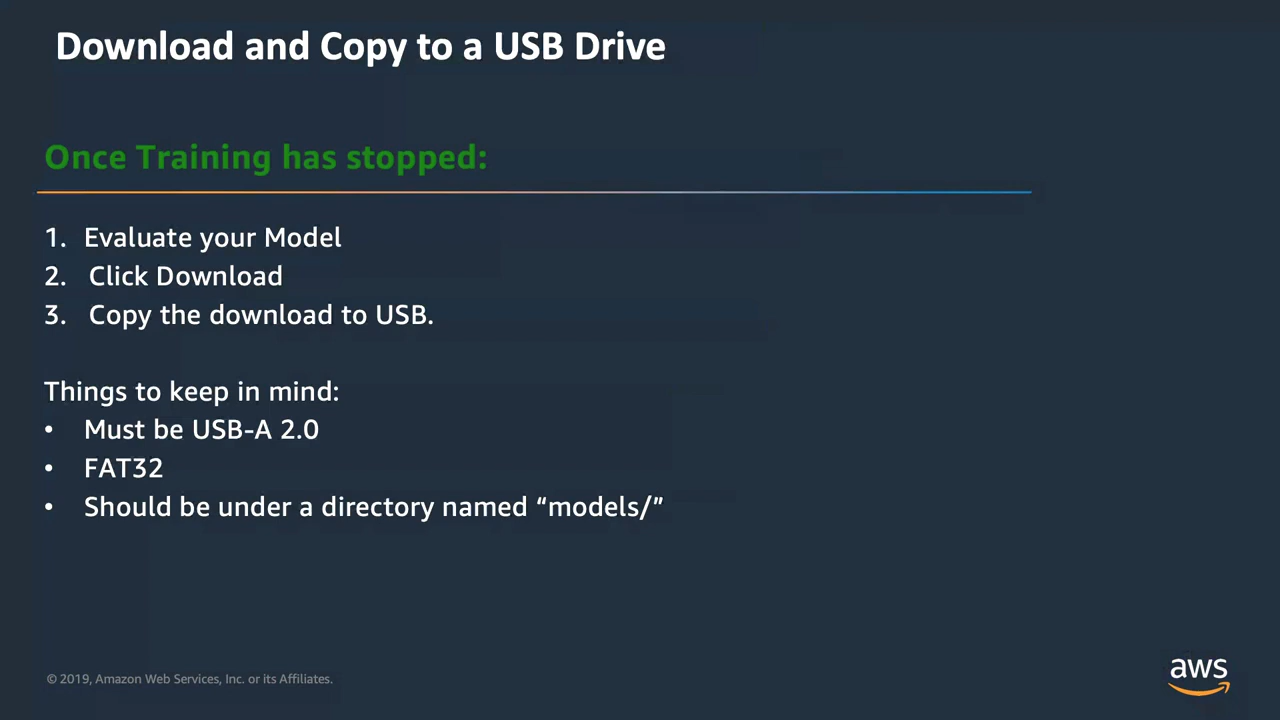 Download and Copy to a USB Drive
Once Training has stopped:
1. Evaluate your Model
2. Click Download
3. Copy the download to USB.
Things to keep in mind:
• Must be USB-A 2.0
• FAT32
• Should be under a directory named “models/”
© 2019, Amazon Web Services, Inc. or its Affiliates.
aws